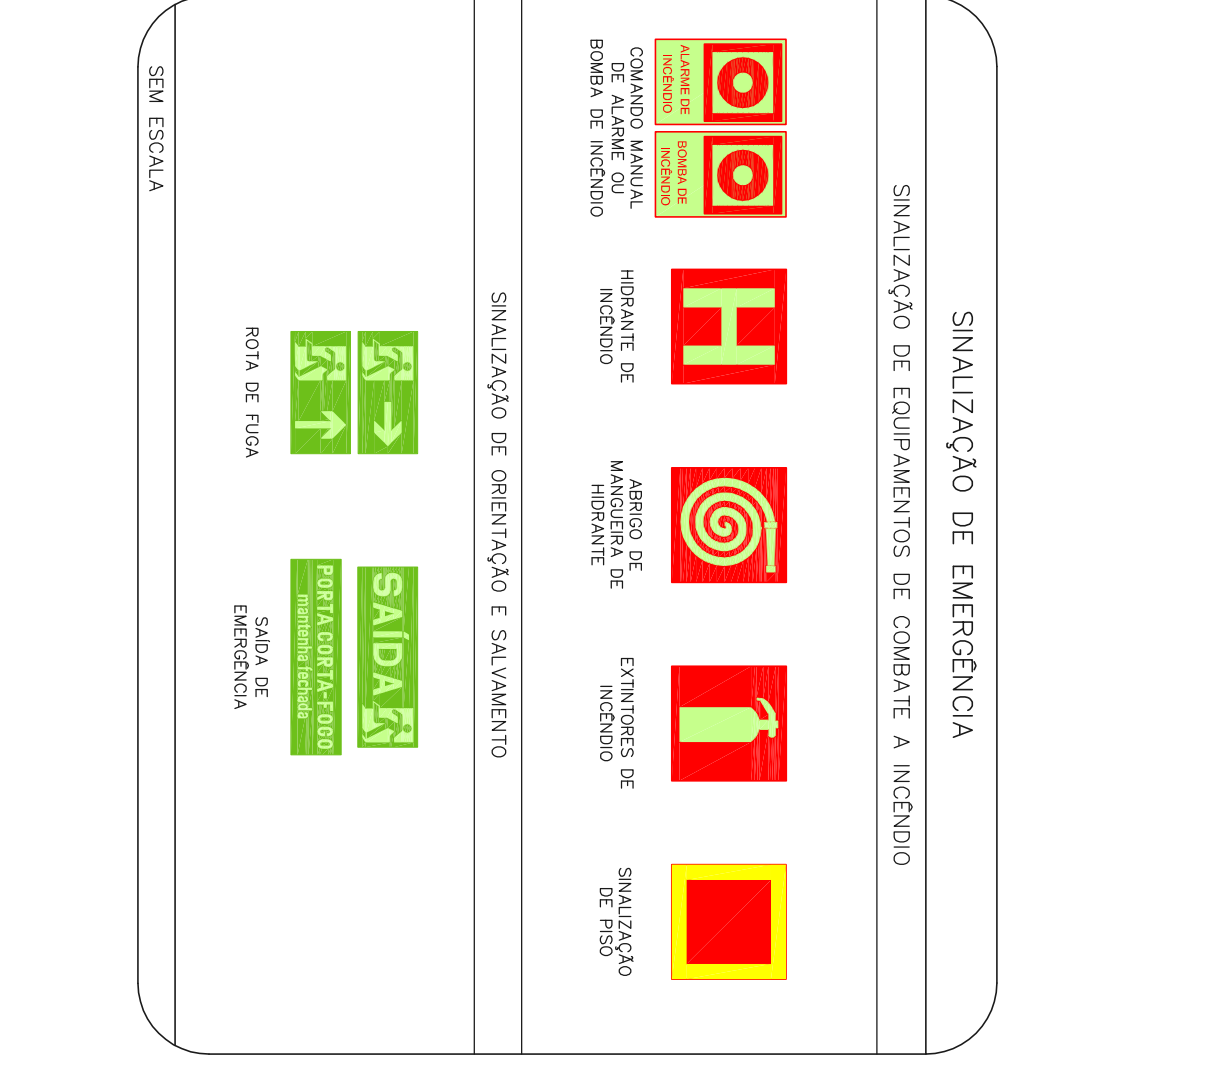 SINALIZAÇÃO DE EMERGÊNCIA
SINALIZAÇÃO DE EQUIPAMENTOS DE COMBATE A INCÊNDIO
ALARME DE
INCÊNDIO
BOMBA DE
INCÊNDIO
COMANDO MANUAL
DE ALARME OU
BOMBA DE INCÊNDIO
H
HIDRANTE DE
INCÊNDIO
ABRIGO DE
MANGUEIRA DE
HIDRANTE
EXTINTORES DE
INCÊNDIO
SINALIZAÇÃO
DE PISO
SINALIZAÇÃO DE ORIENTAÇÃO E SALVAMENTO
ROTA DE FUGA
SAÍDA
PORTA CORTA-FOGO
mantenha fechada
SAÍDA DE
EMERGÊNCIA
SEM ESCALA